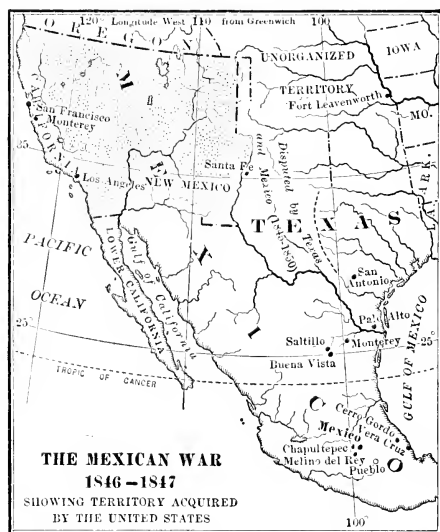 120° Longitude West 110 from Greenwich 100°
OREGON
UNORGANIZED
TERRITORY
IOWA
Fort Leavenworth
MO.
ARK.
LA.
CALIFORNIA
San Francisco
Monterey
35
Los Angeles
NEW MEXICO
Santa Fe
Disputed by Texas
and Mexico (1845-1850)
TEXAS
MEXICO
PACIFIC
OCEAN
LOWER CALIFORNIA
Gulf of California
San
Antonio
Palo Alto
Saltillo
Monterey
Buena Vista
25°
25°
TROPIC OF CANCER
GULF OF MEXICO
Cerro Gordo
Vera Cruz
Mexico
Chapultepec
Melino del Rey
Pueblo
100°
THE MEXICAN WAR
1846-1847
SHOWING TERRITORY ACQUIRED
BY THE UNITED STATES